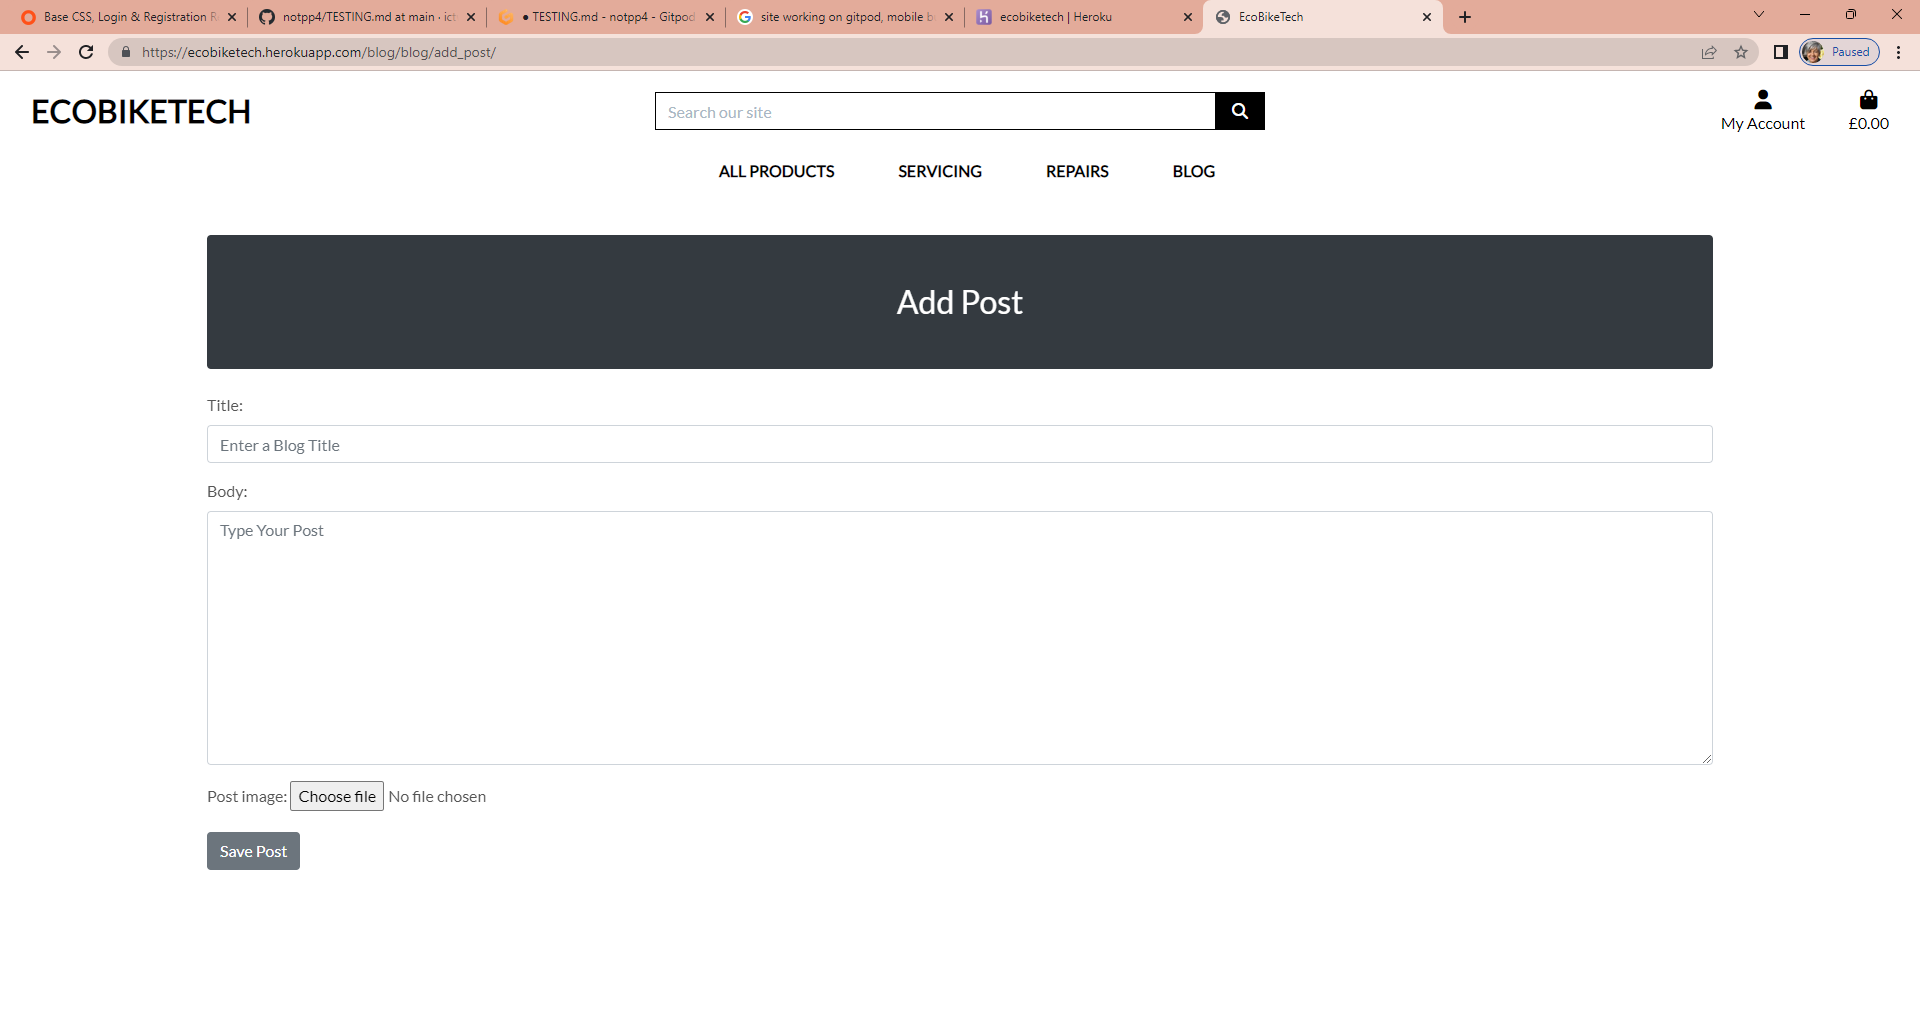 Base CSS, Login & Registration R
notpp4/TESTING.md at main · ict
● TESTING.md - notpp4 - Gitpod
site working on gitpod, mobile b
ecobiketech | Heroku
EcoBikeTech
https://ecobiketech.herokuapp.com/blog/blog/add_post/
Paused
ECOBIKETECH
Search our site
My Account
£0.00
ALL PRODUCTS
SERVICING
REPAIRS
BLOG
Add Post
Title:
Enter a Blog Title
Body:
Type Your Post
Post image: Choose file No file chosen
Save Post